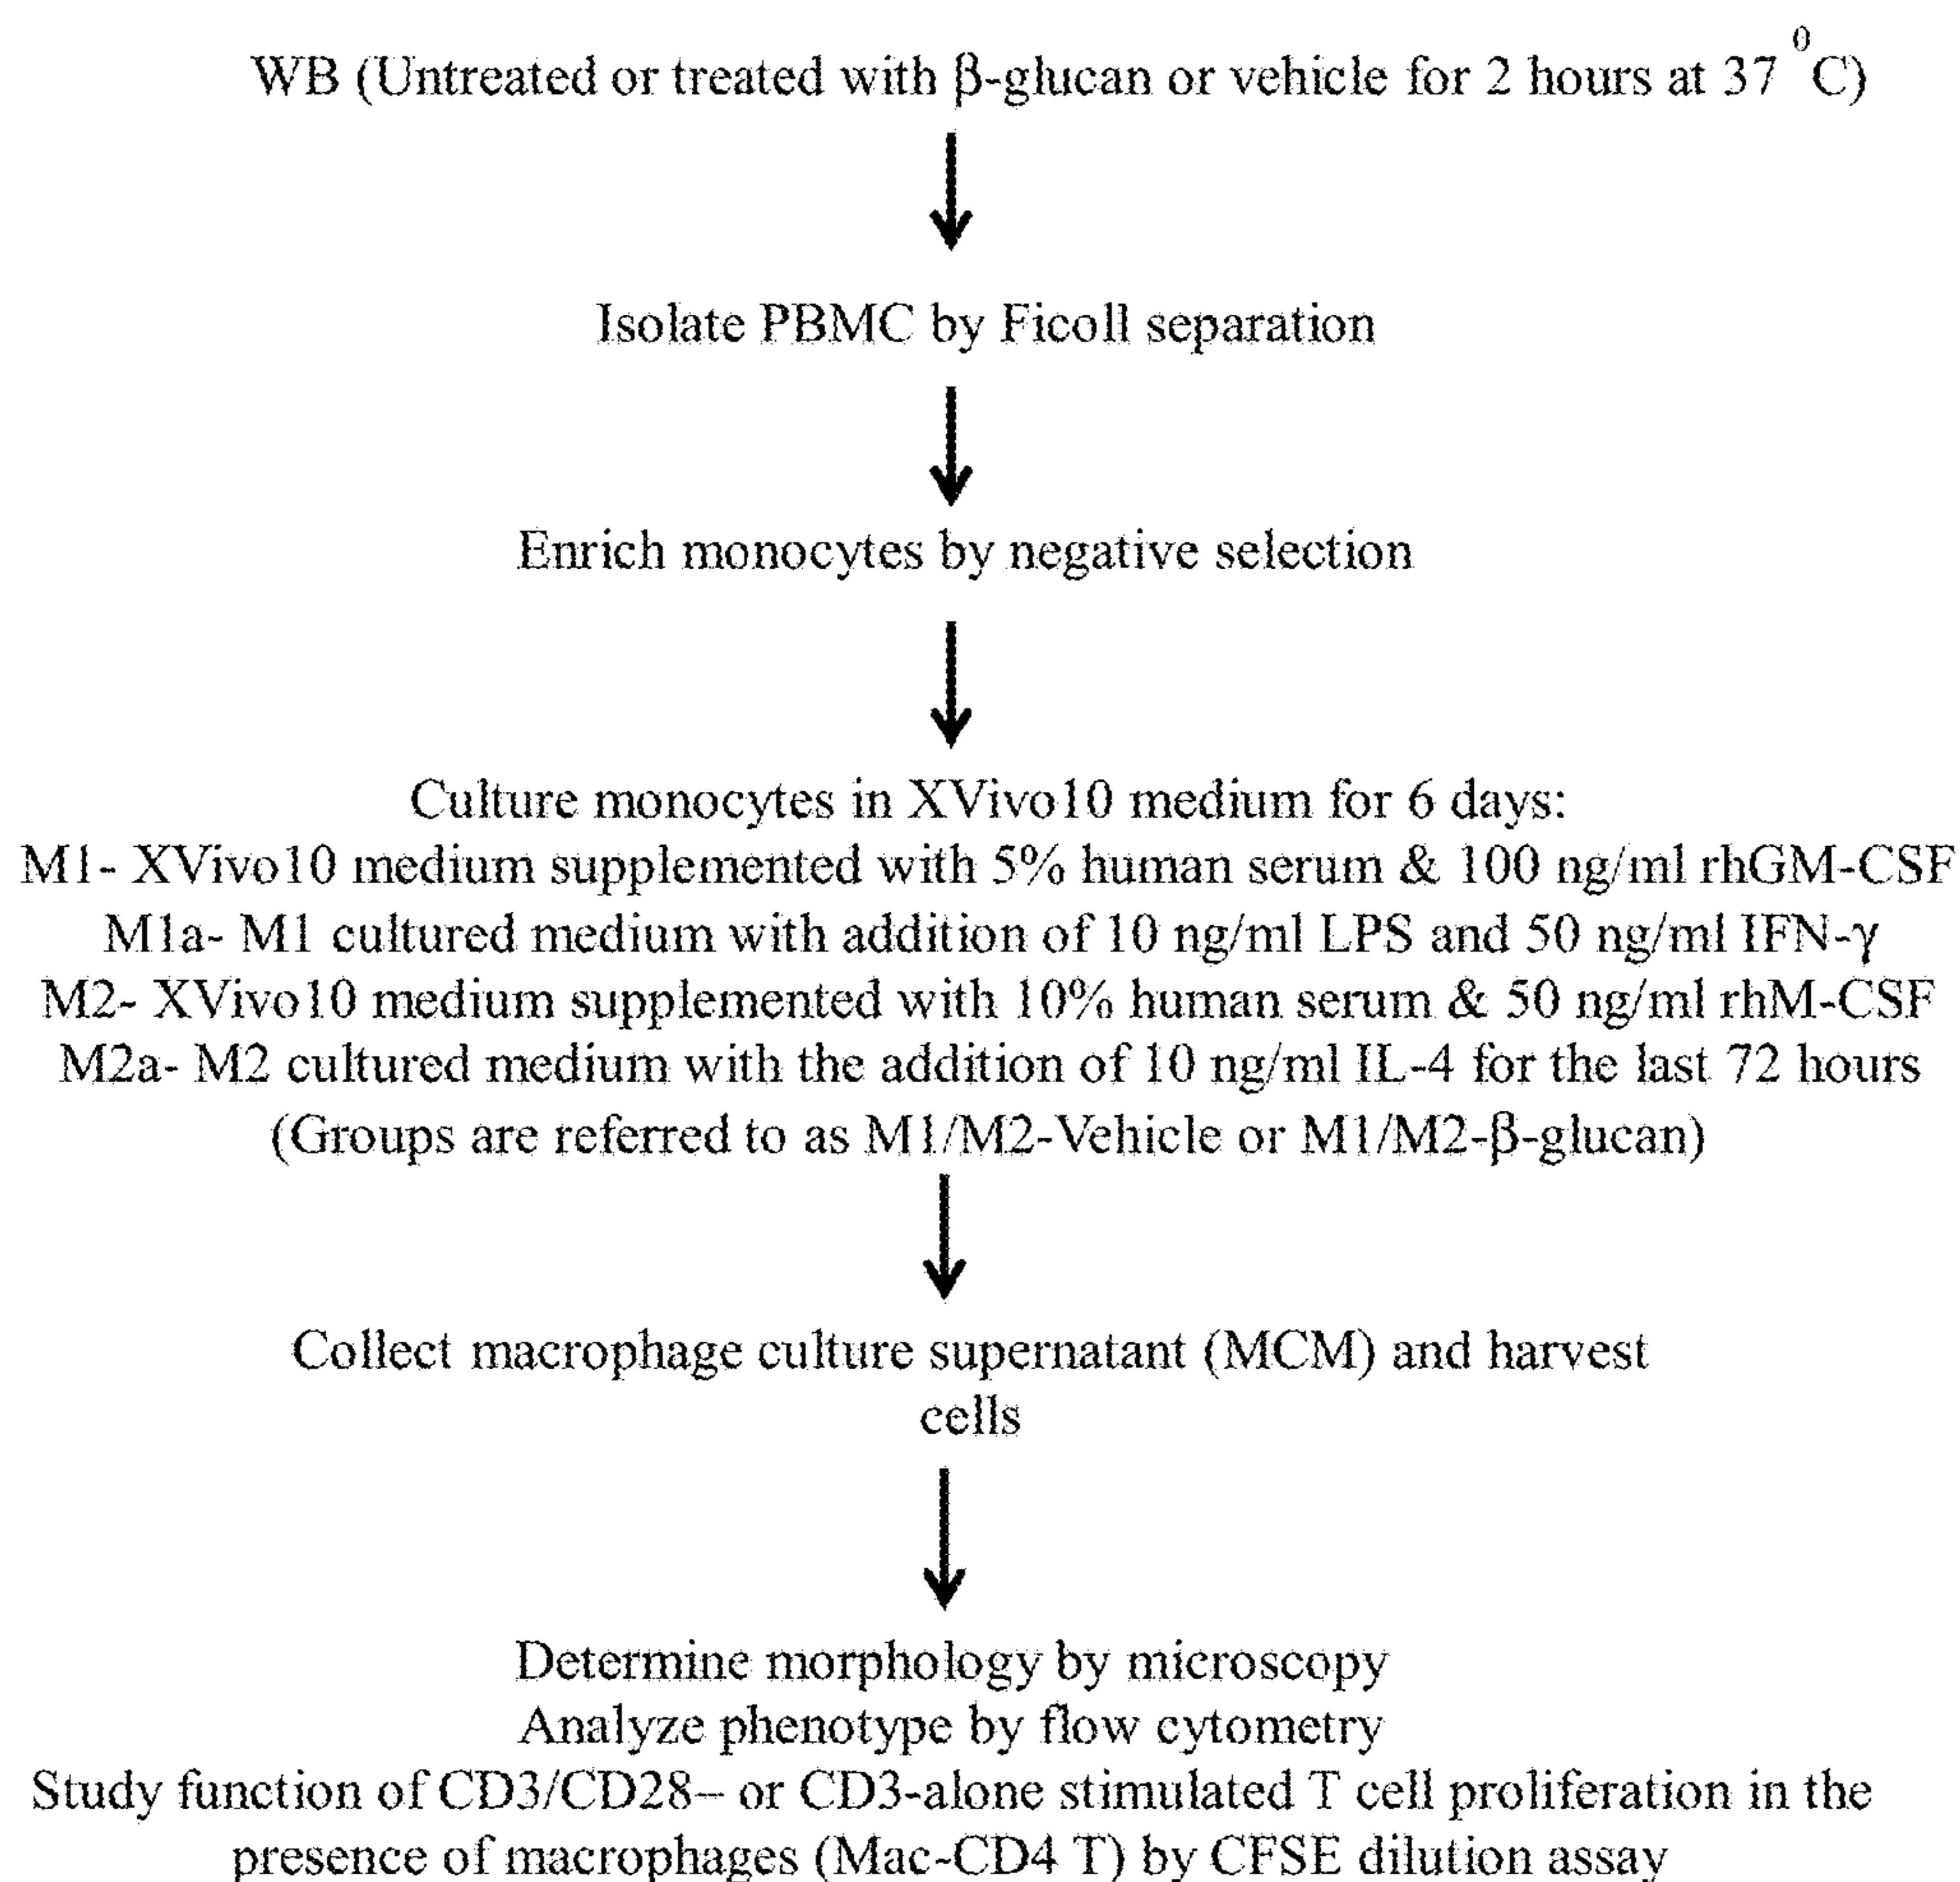 WB (Untreated or treated with β-glucan or vehicle for 2 hours at 37 ⁰C)
Isolate PBMC by Ficoll separation
Enrich monocytes by negative selection
Culture monocytes in XVivo10 medium for 6 days:
M1- XVivo10 medium supplemented with 5% human serum & 100 ng/ml rhGM-CSF
M1a- M1 cultured medium with addition of 10 ng/ml LPS and 50 ng/ml IFN-γ
M2- XVivo10 medium supplemented with 10% human serum & 50 ng/ml rhM-CSF
M2a- M2 cultured medium with the addition of 10 ng/ml IL-4 for the last 72 hours
(Groups are referred to as M1/M2-Vehicle or M1/M2-β-glucan)
Collect macrophage culture supernatant (MCM) and harvest
cells
Determine morphology by microscopy
Analyze phenotype by flow cytometry
Study function of CD3/CD28– or CD3-alone stimulated T cell proliferation in the
presence of macrophages (Mac-CD4 T) by CFSE dilution assay